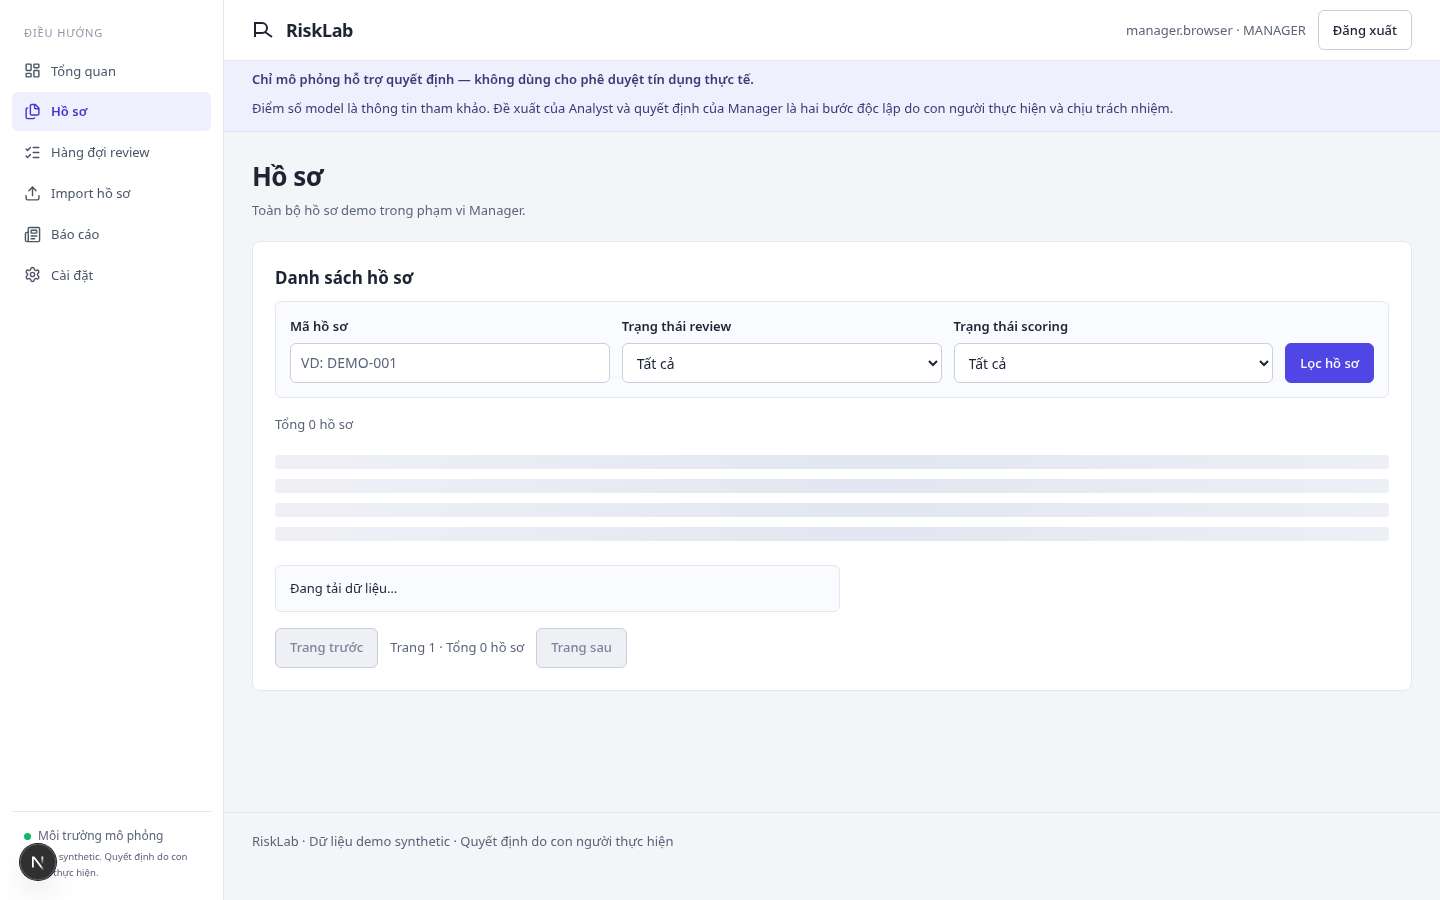 ĐIỀU HƯỚNG
Tổng quan
Hồ sơ
Hàng đợi review
Import hồ sơ
Báo cáo
Cài đặt
Môi trường mô phỏng
synthetic. Quyết định do con
thực hiện.
RiskLab
manager.browser · MANAGER
Đăng xuất
Chỉ mô phỏng hỗ trợ quyết định — không dùng cho phê duyệt tín dụng thực tế.
Điểm số model là thông tin tham khảo. Đề xuất của Analyst và quyết định của Manager là hai bước độc lập do con người thực hiện và chịu trách nhiệm.
Hồ sơ
Toàn bộ hồ sơ demo trong phạm vi Manager.
Danh sách hồ sơ
Mã hồ sơ
Trạng thái review
Trạng thái scoring
VD: DEMO-001
Tất cả
Tất cả
Lọc hồ sơ
Tổng 0 hồ sơ
Đang tải dữ liệu...
Trang trước
Trang 1 · Tổng 0 hồ sơ
Trang sau
RiskLab · Dữ liệu demo synthetic · Quyết định do con người thực hiện